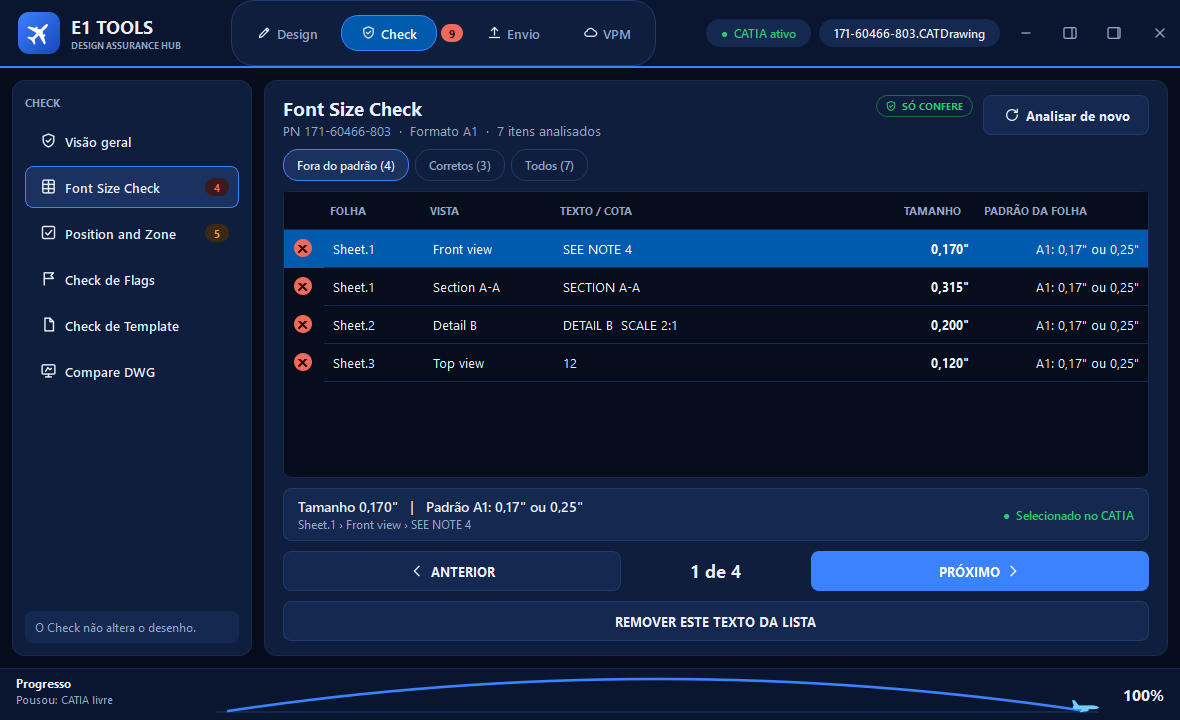 E1 TOOLS
DESIGN ASSURANCE HUB
Design
Check
9
Envio
VPM
CATIA ativo
171-60466-803.CATDrawing
CHECK
Visão geral
Font Size Check 4
Position and Zone 5
Check de Flags
Check de Template
Compare DWG
O Check não altera o desenho.
Font Size Check
PN 171-60466-803 · Formato A1 · 7 itens analisados
SÓ CONFERE
Analisar de novo
Fora do padrão (4) Corretos (3) Todos (7)
FOLHA VISTA TEXTO / COTA TAMANHO PADRÃO DA FOLHA
Sheet.1 Front view SEE NOTE 4 0,170" A1: 0,17" ou 0,25"
Sheet.1 Section A-A SECTION A-A 0,315" A1: 0,17" ou 0,25"
Sheet.2 Detail B DETAIL B SCALE 2:1 0,200" A1: 0,17" ou 0,25"
Sheet.3 Top view 12 0,120" A1: 0,17" ou 0,25"
Tamanho 0,170" | Padrão A1: 0,17" ou 0,25"
Sheet.1 › Front view › SEE NOTE 4
Selecionado no CATIA
ANTERIOR
1 de 4
PRÓXIMO
REMOVER ESTE TEXTO DA LISTA
Progresso
Pousou: CATIA livre
100%